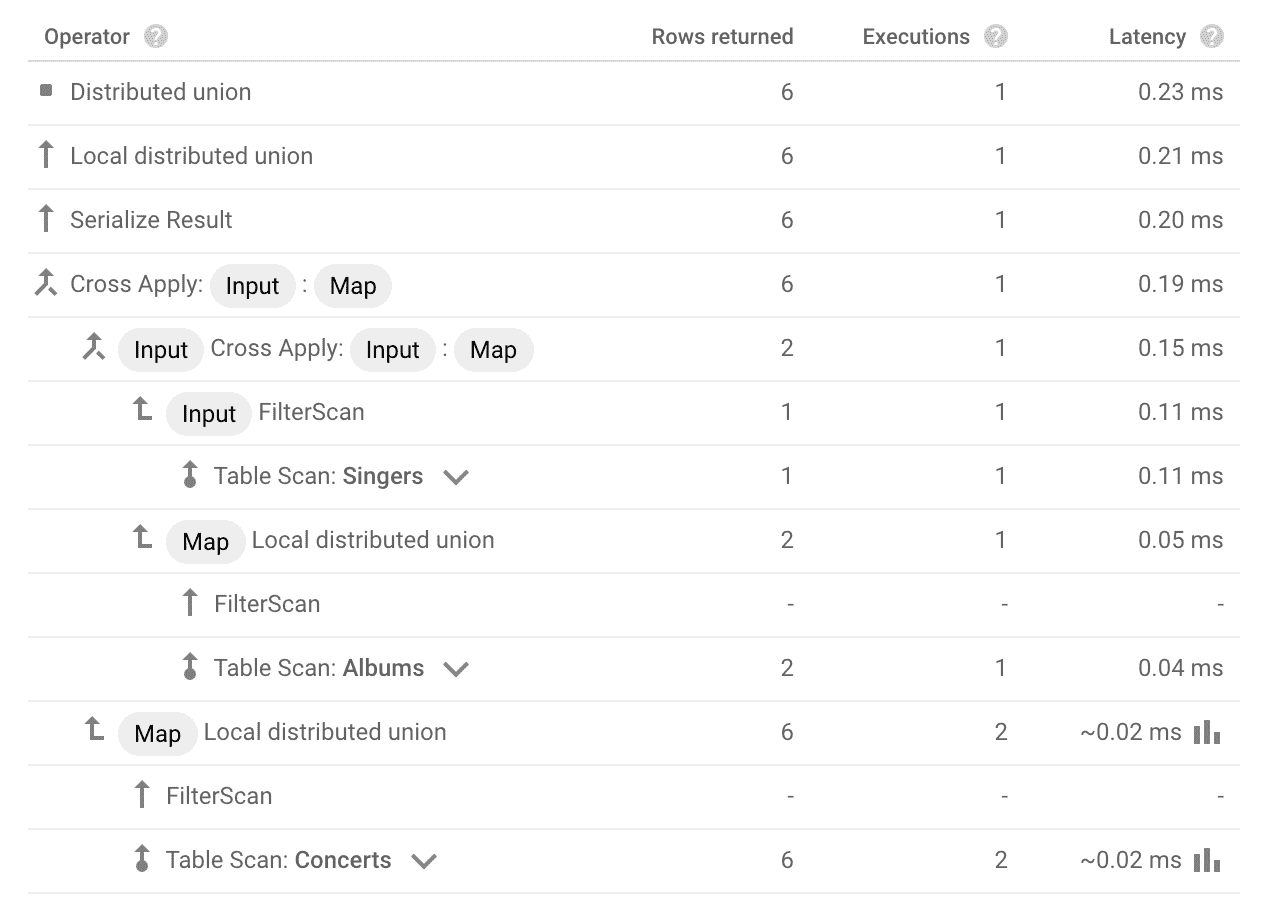 Operator ? Rows returned Executions ? Latency ?
Distributed union 6 1 0.23 ms
Local distributed union 6 1 0.21 ms
Serialize Result 6 1 0.20 ms
Cross Apply: Input : Map 6 1 0.19 ms
Input Cross Apply: Input : Map 2 1 0.15 ms
Input FilterScan 1 1 0.11 ms
Table Scan: Singers 1 1 0.11 ms
Map Local distributed union 2 1 0.05 ms
FilterScan - - -
Table Scan: Albums 2 1 0.04 ms
Map Local distributed union 6 2 ~0.02 ms
FilterScan - - -
Table Scan: Concerts 6 2 ~0.02 ms